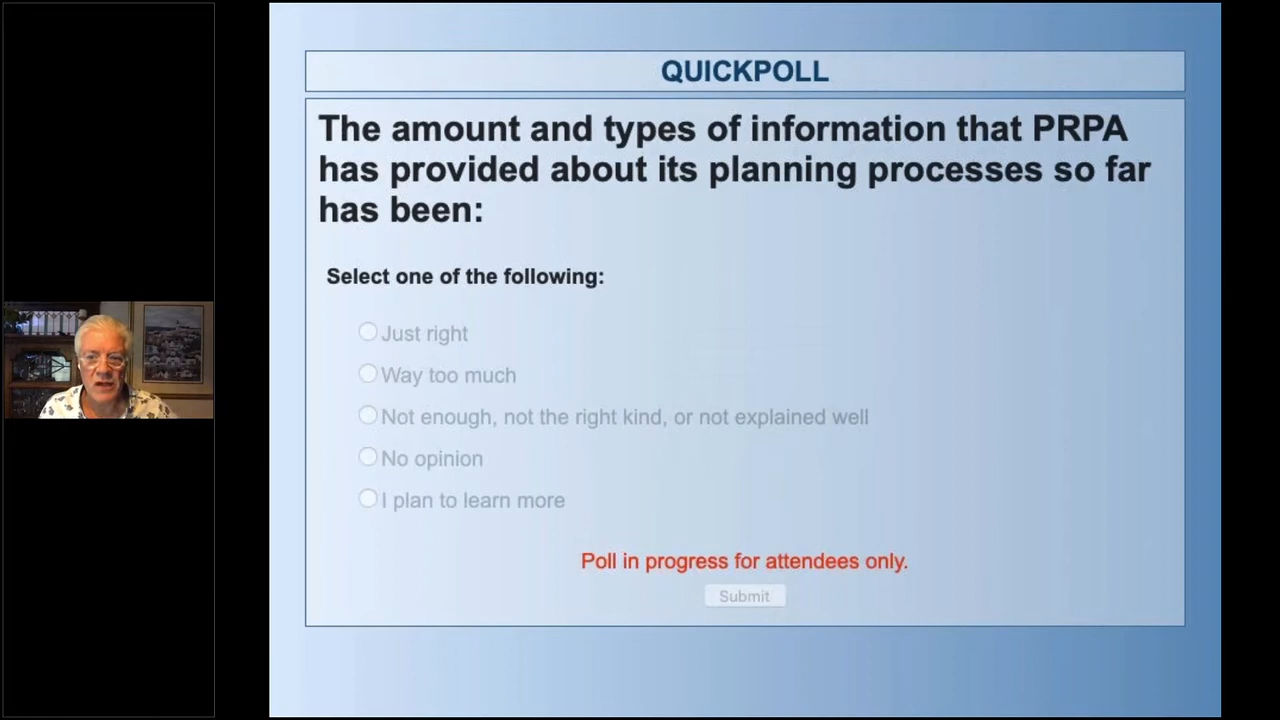 QUICKPOLL
The amount and types of information that PRPA
has provided about its planning processes so far
has been:
Select one of the following:
Just right
Way too much
Not enough, not the right kind, or not explained well
No opinion
I plan to learn more
Poll in progress for attendees only.
Submit